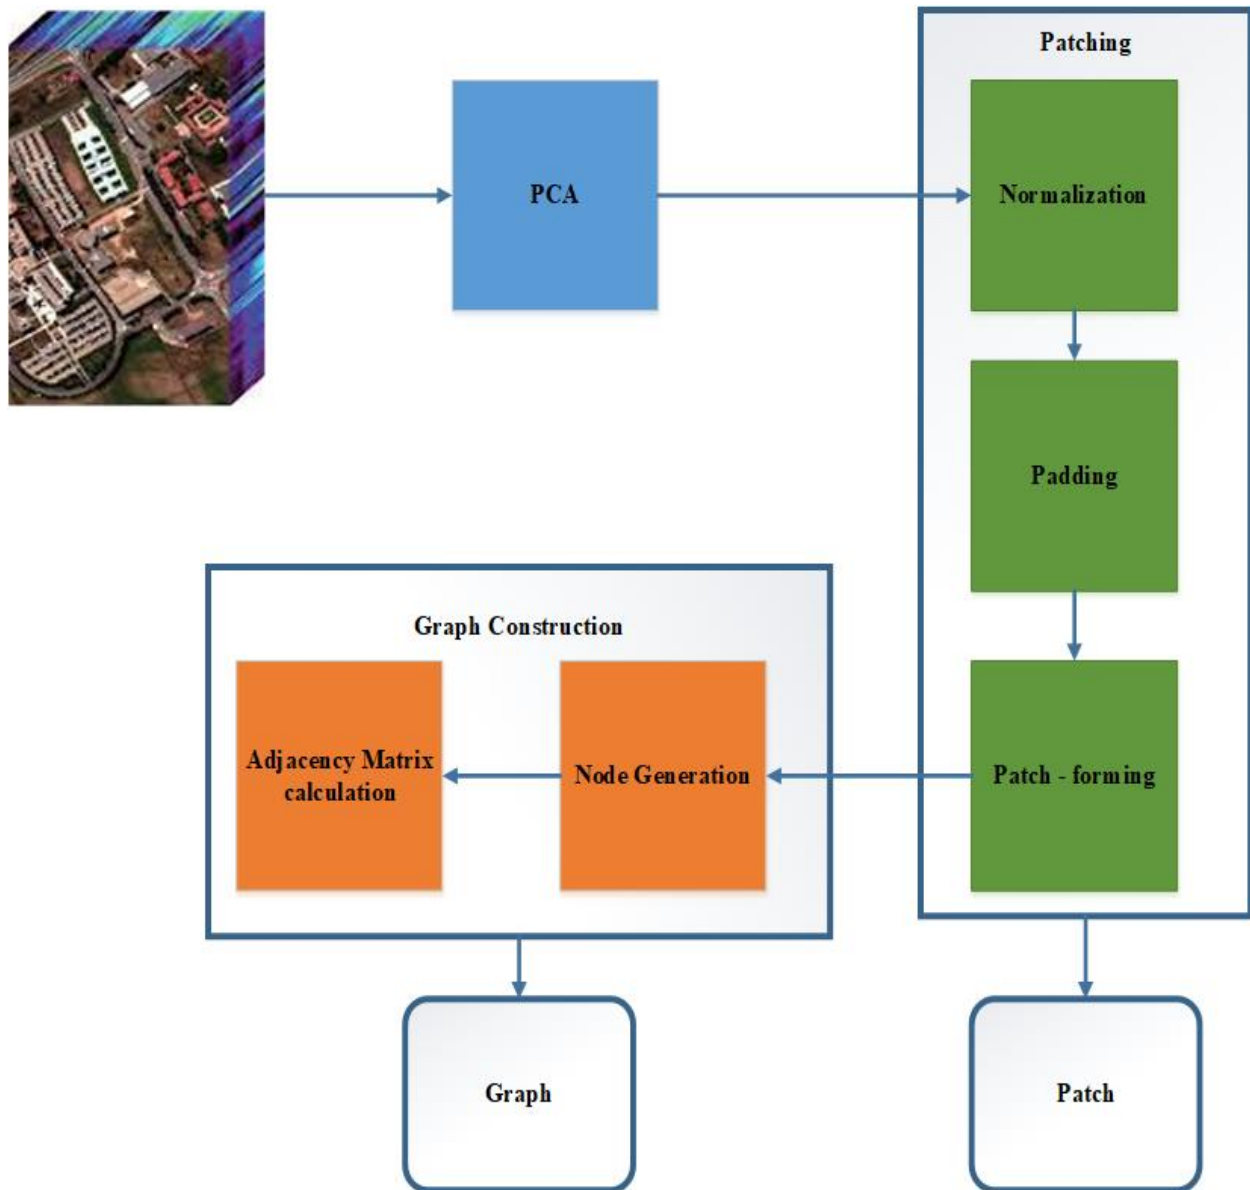 Patching
PCA
Normalization
Padding
Graph Construction
Adjacency Matrix
calculation
Node Generation
Patch - forming
Graph
Patch